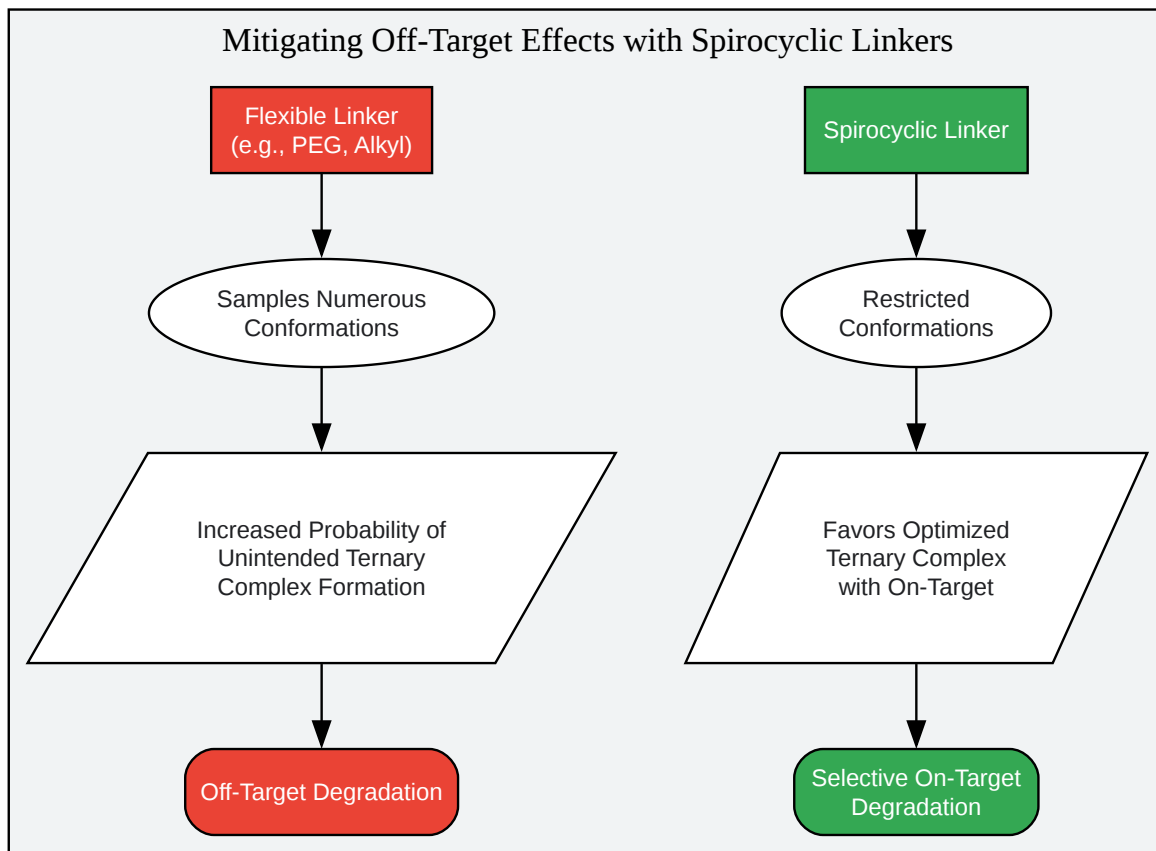 Mitigating Off-Target Effects with Spirocyclic Linkers
Flexible Linker
(e.g., PEG, Alkyl)
Samples Numerous
Conformations
Increased Probability of
Unintended Ternary
Complex Formation
Off-Target Degradation
Spirocyclic Linker
Restricted
Conformations
Favors Optimized
Ternary Complex
with On-Target
Selective On-Target
Degradation